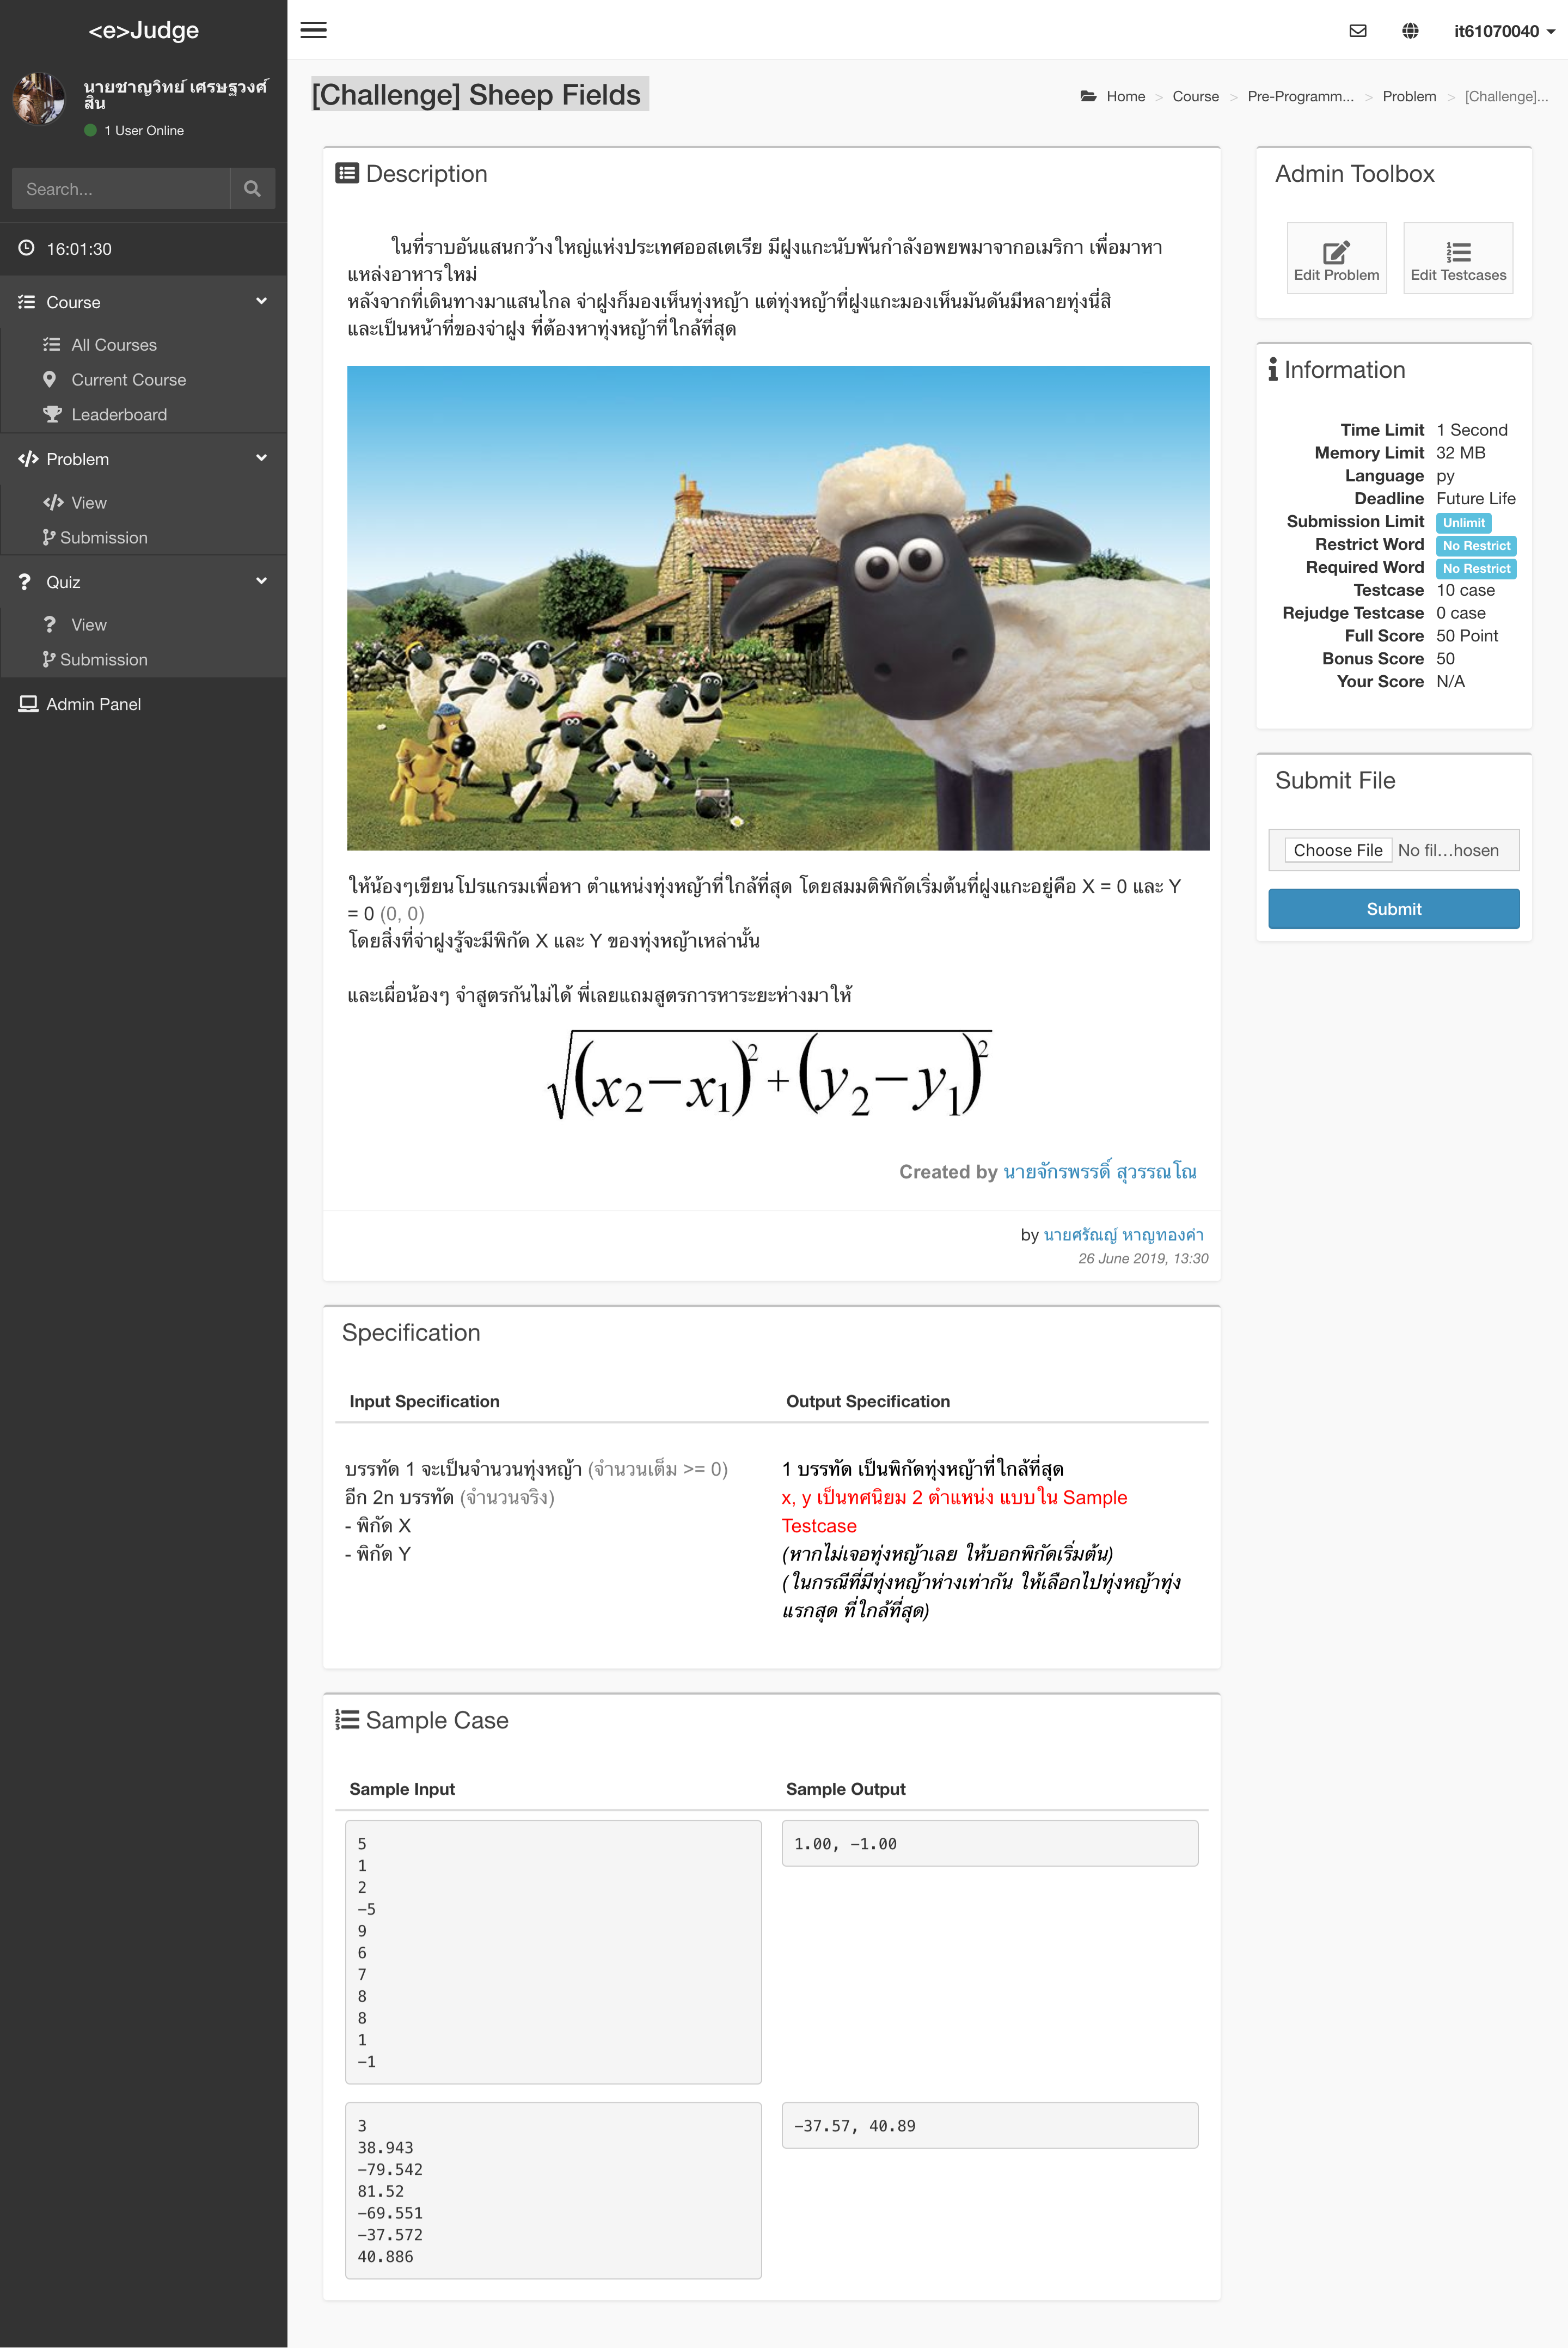 <e>Judge
it61070040
นายชาญวิทย์ เศรษฐวงศ์
สิน
1 User Online
Search...
16:01:30
Course
All Courses
Current Course
Leaderboard
Problem
View
Submission
Quiz
View
Submission
Admin Panel
[Challenge] Sheep Fields
Home > Course > Pre-Programm... > Problem > [Challenge]...
Description
ในที่ราบอันแสนกว้างใหญ่แห่งประเทศออสเตเรีย มีฝูงแกะนับพันกำลังอพยพมาจากอเมริกา เพื่อมาหา
แหล่งอาหารใหม่
หลังจากที่เดินทางมาแสนไกล จ่าฝูงก็มองเห็นทุ่งหญ้า แต่ทุ่งหญ้าที่ฝูงแกะมองเห็นมันดันมีหลายทุ่งนี่สิ
และเป็นหน้าที่ของจ่าฝูง ที่ต้องหาทุ่งหญ้าที่ใกล้ที่สุด
ให้น้องๆเขียนโปรแกรมเพื่อหา ตำแหน่งทุ่งหญ้าที่ใกล้ที่สุด โดยสมมติพิกัดเริ่มต้นที่ฝูงแกะอยู่คือ X = 0 และ Y
= 0 (0, 0)
โดยสิ่งที่จ่าฝูงรู้จะมีพิกัด X และ Y ของทุ่งหญ้าเหล่านั้น
และเผื่อน้องๆ จำสูตรกันไม่ได้ พี่เลยแถมสูตรการหาระยะห่างมาให้
√(x₂−x₁)²+(y₂−y₁)²
Created by นายจักรพรรดิ์ สุวรรณโณ
by นายศรัณญ์ หาญทองคำ
26 June 2019, 13:30
Specification
Input Specification
บรรทัด 1 จะเป็นจำนวนทุ่งหญ้า (จำนวนเต็ม >= 0)
อีก 2n บรรทัด (จำนวนจริง)
- พิกัด X
- พิกัด Y
Output Specification
1 บรรทัด เป็นพิกัดทุ่งหญ้าที่ใกล้ที่สุด
x, y เป็นทศนิยม 2 ตำแหน่ง แบบใน Sample
Testcase
(หากไม่เจอทุ่งหญ้าเลย ให้บอกพิกัดเริ่มต้น)
(ในกรณีที่มีทุ่งหญ้าห่างเท่ากัน ให้เลือกไปทุ่งหญ้าทุ่ง
แรกสุด ที่ใกล้ที่สุด)
Sample Case
Sample Input
Sample Output
5
1
2
-5
9
6
7
8
8
1
-1
1.00, -1.00
3
38.943
-79.542
81.52
-69.551
-37.572
40.886
-37.57, 40.89
Admin Toolbox
Edit Problem
Edit Testcases
Information
Time Limit 1 Second
Memory Limit 32 MB
Language py
Deadline Future Life
Submission Limit Unlimit
Restrict Word No Restrict
Required Word No Restrict
Testcase 10 case
Rejudge Testcase 0 case
Full Score 50 Point
Bonus Score 50
Your Score N/A
Submit File
Choose File No fil...hosen
Submit